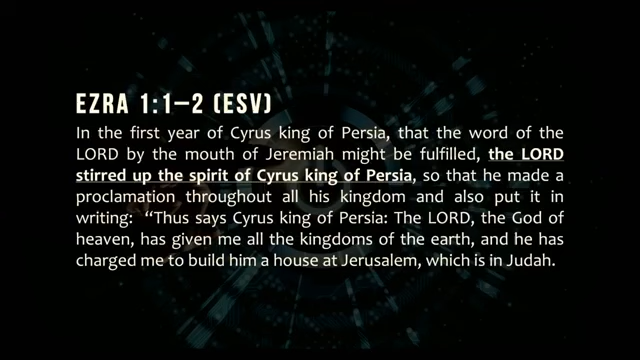 EZRA 1:1–2 (ESV)
In the first year of Cyrus king of Persia, that the word of the
LORD by the mouth of Jeremiah might be fulfilled, the LORD
stirred up the spirit of Cyrus king of Persia, so that he made a
proclamation throughout all his kingdom and also put it in
writing: “Thus says Cyrus king of Persia: The LORD, the God of
heaven, has given me all the kingdoms of the earth, and he has
charged me to build him a house at Jerusalem, which is in Judah.